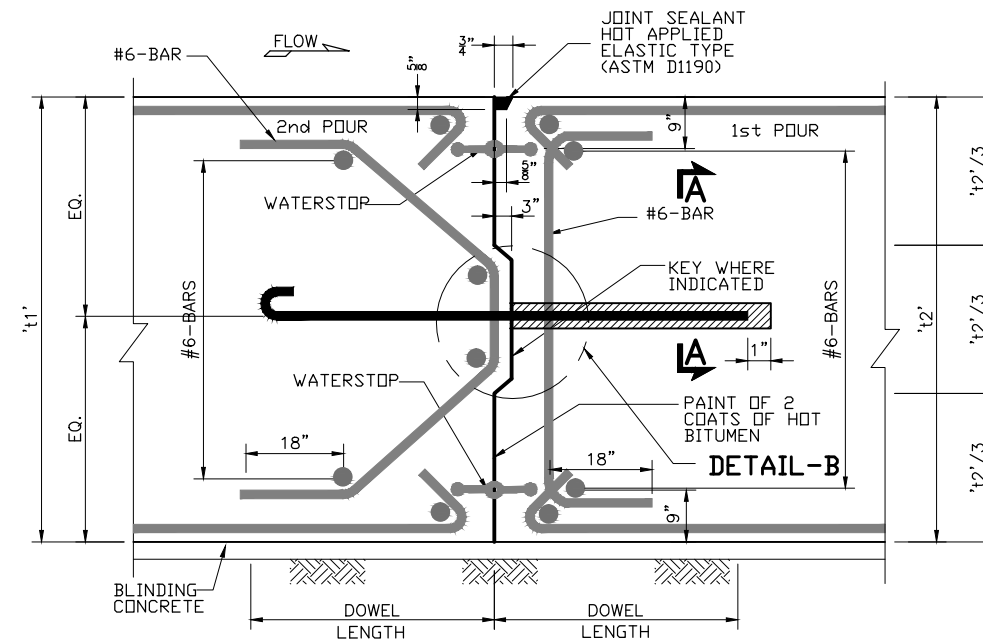 JOINT SEALANT
HOT APPLIED
ELASTIC TYPE
(ASTM D1190)
FLOW
#6-BAR
3/4"
5/8"
2nd POUR
1st POUR
9"
WATERSTOP
5/8"
3"
A
#6-BAR
't1'
EQ.
EQ.
#6-BARS
KEY WHERE
INDICATED
#6-BARS
't2'
't2'/3
't2'/3
't2'/3
1"
A
WATERSTOP
PAINT OF 2
COATS OF HOT
BITUMEN
DETAIL-B
18"
18"
9"
BLINDING
CONCRETE
DOWEL
LENGTH
DOWEL
LENGTH